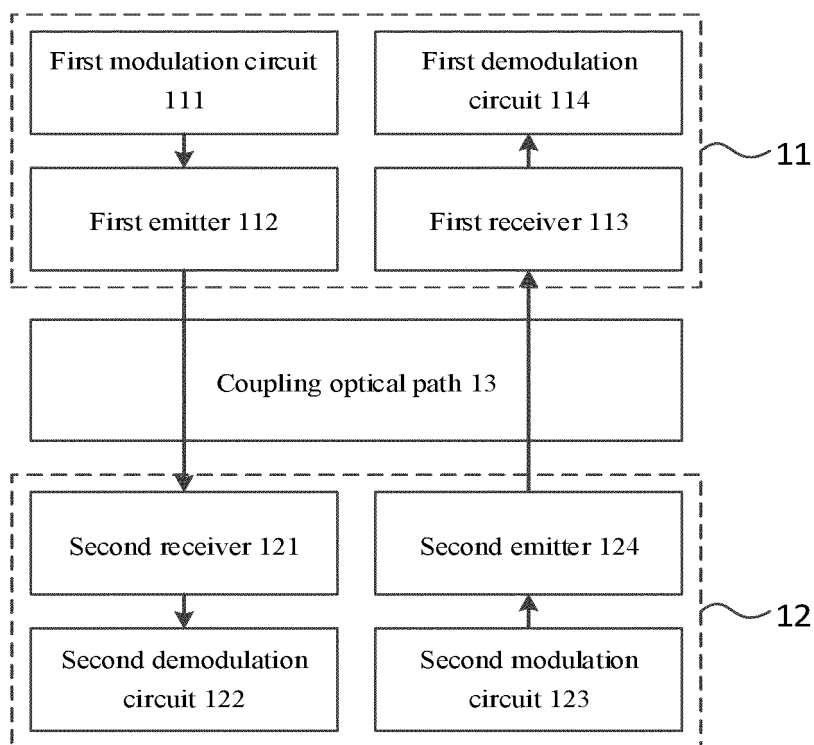 First modulation circuit
111
First demodulation
circuit 114
11
First emitter 112
First receiver 113
Coupling optical path 13
Second receiver 121
Second emitter 124
12
Second demodulation
circuit 122
Second modulation
circuit 123